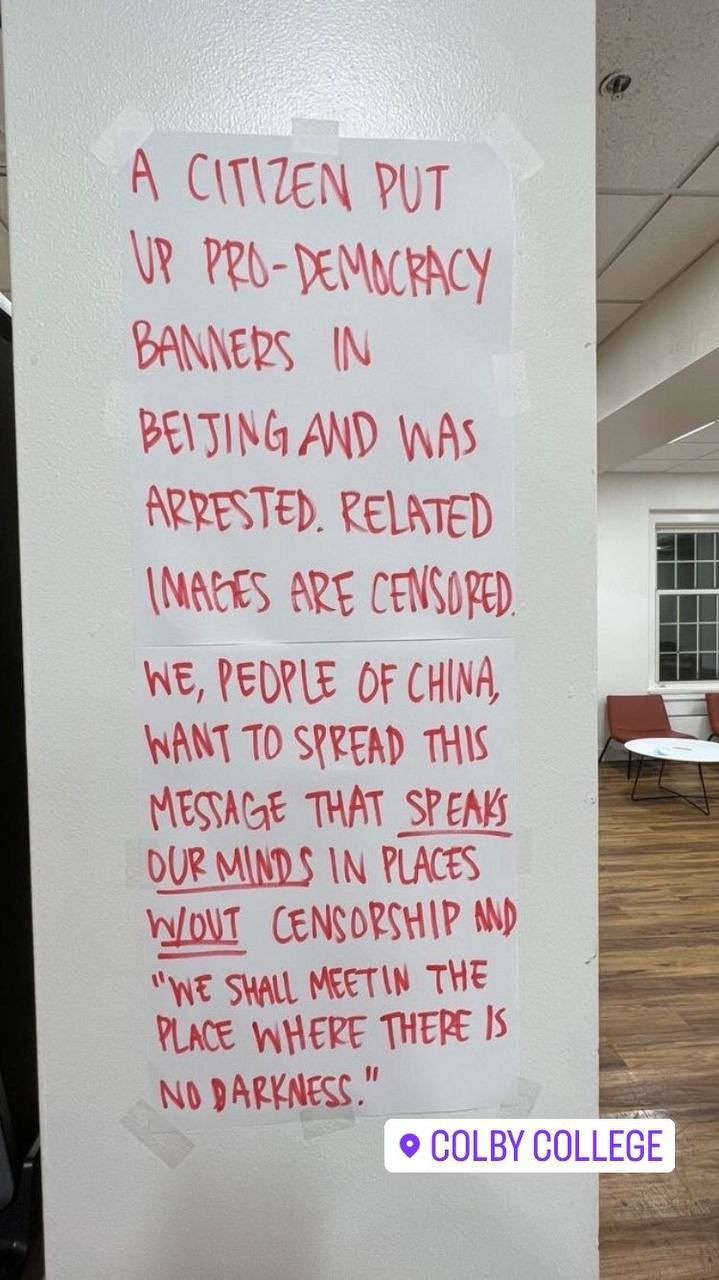 A CITIZEN PUT
UP PRO-DEMOCRACY
BANNERS IN
BEIJING AND WAS
ARRESTED. RELATED
IMAGES ARE CENSORED.
WE, PEOPLE OF CHINA,
WANT TO SPREAD THIS
MESSAGE THAT SPEAKS
OUR MINDS IN PLACES
W/OUT CENSORSHIP AND
"WE SHALL MEET IN THE
PLACE WHERE THERE IS
NO DARKNESS."
COLBY COLLEGE